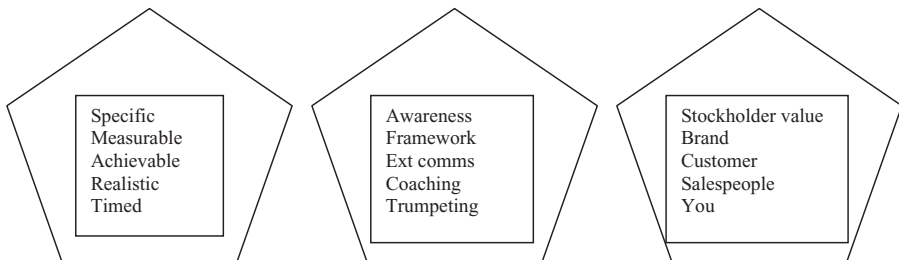 Specific
Measurable
Achievable
Realistic
Timed
Awareness
Framework
Ext comms
Coaching
Trumpeting
Stockholder value
Brand
Customer
Salespeople
You